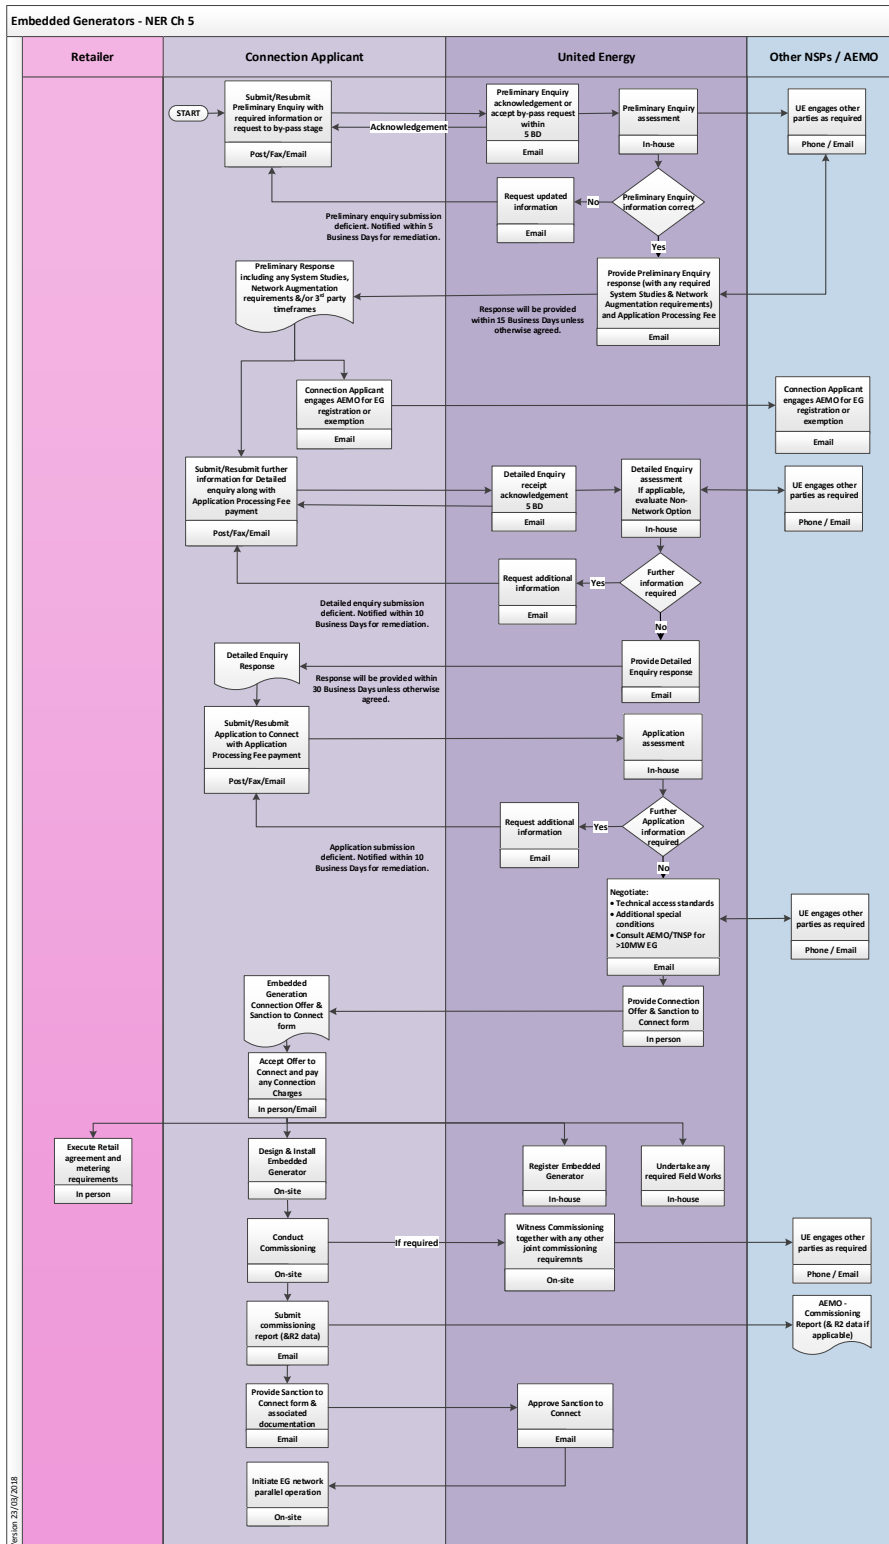 Embedded Generators - NER Ch 5
Retailer
Connection Applicant
United Energy
Other NSPs / AEMO
START
Submit/Resubmit
Preliminary Enquiry with
required information or
request to by-pass stage
Post/Fax/Email
Acknowledgement
Preliminary Enquiry
acknowledgement or
accept by-pass request
within
5 BD
Email
Preliminary Enquiry
assessment
In-house
UE engages other
parties as required
Phone / Email
Preliminary Enquiry
information correct
No
Request updated
information
Email
Preliminary enquiry submission
deficient. Notified within 5
Business Days for remediation.
Yes
Preliminary Response
including any System Studies,
Network Augmentation
requirements &/or 3rd party
timeframes
Provide Preliminary Enquiry
response (with any required
System Studies & Network
Augmentation requirements)
and Application Processing Fee
Email
Response will be provided
within 15 Business Days unless
otherwise agreed.
Connection Applicant
engages AEMO for EG
registration or
exemption
Email
Connection Applicant
engages AEMO for EG
registration or
exemption
Email
Submit/Resubmit further
information for Detailed
enquiry along with
Application Processing Fee
payment
Post/Fax/Email
Detailed Enquiry
receipt
acknowledgement
5 BD
Email
Detailed Enquiry
assessment
If applicable,
evaluate Non-
Network Option
In-house
UE engages other
parties as required
Phone / Email
Further
information
required
Yes
Request additional
information
Email
Detailed enquiry submission
deficient. Notified within 10
Business Days for remediation.
No
Detailed Enquiry
Response
Provide Detailed
Enquiry response
Email
Response will be provided within
30 Business Days unless otherwise
agreed.
Submit/Resubmit
Application to Connect
with Application
Processing Fee payment
Post/Fax/Email
Application
assessment
In-house
Further
Application
information
required
Yes
Request additional
information
Email
Application submission
deficient. Notified within 10
Business Days for remediation.
No
Negotiate:
• Technical access standards
• Additional special
conditions
• Consult AEMO/TNSP for
>10MW EG
Email
UE engages other
parties as required
Phone / Email
Embedded
Generation
Connection Offer &
Sanction to Connect
form
Provide Connection
Offer & Sanction to
Connect form
In person
Accept Offer to
Connect and pay
any Connection
Charges
In person/Email
Execute Retail
agreement and
metering
requirements
In person
Design & Install
Embedded
Generator
On-site
Register Embedded
Generator
In-house
Undertake any
required Field Works
In-house
Conduct
Commissioning
On-site
If required
Witness Commissioning
together with any other
joint commissioning
requiremnts
On-site
UE engages other
parties as required
Phone / Email
Submit
commissioning
report (&R2 data)
Email
AEMO -
Commissioning
Report (& R2 data if
applicable)
Provide Sanction to
Connect form &
associated
documentation
Email
Approve Sanction to
Connect
Email
Initiate EG network
parallel operation
On-site
23/03/2018